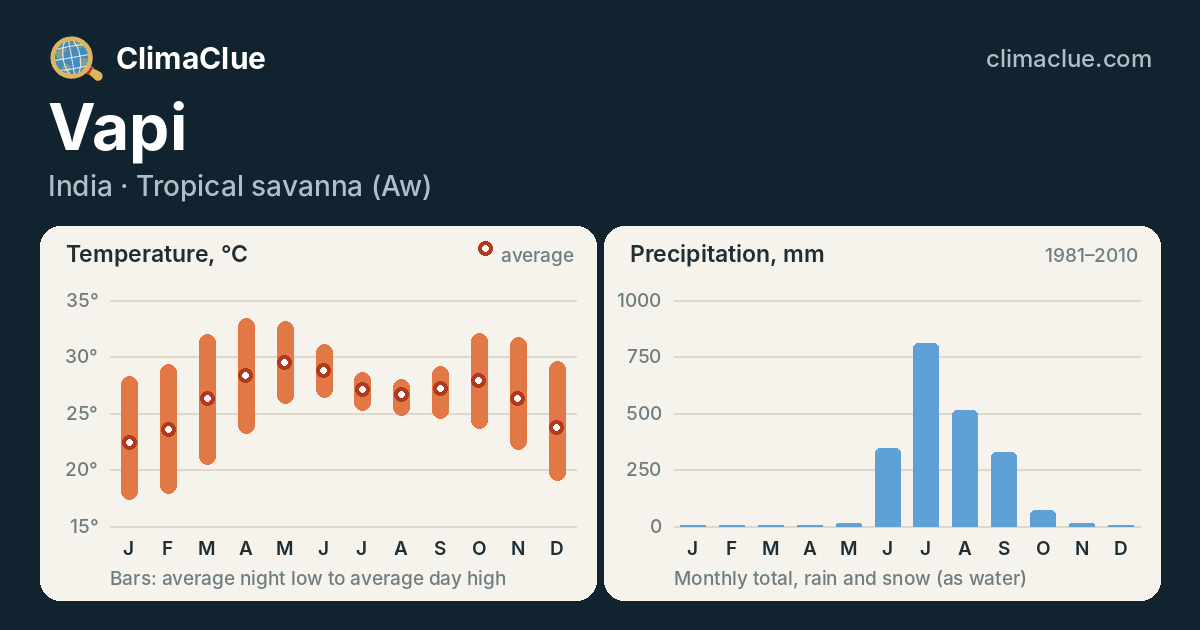 ClimaClue
climaclue.com
Vapi
India · Tropical savanna (Aw)
Temperature, °C
average
35°
30°
25°
20°
15°
J F M A M J J A S O N D
Bars: average night low to average day high
Precipitation, mm
1981–2010
1000
750
500
250
0
J F M A M J J A S O N D
Monthly total, rain and snow (as water)